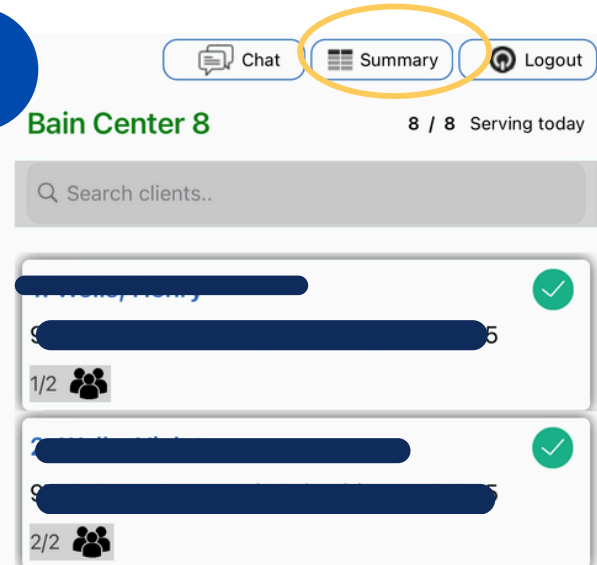 Chat Summary Logout
Bain Center 8 8 / 8 Serving today
Search clients..
1/2
2/2